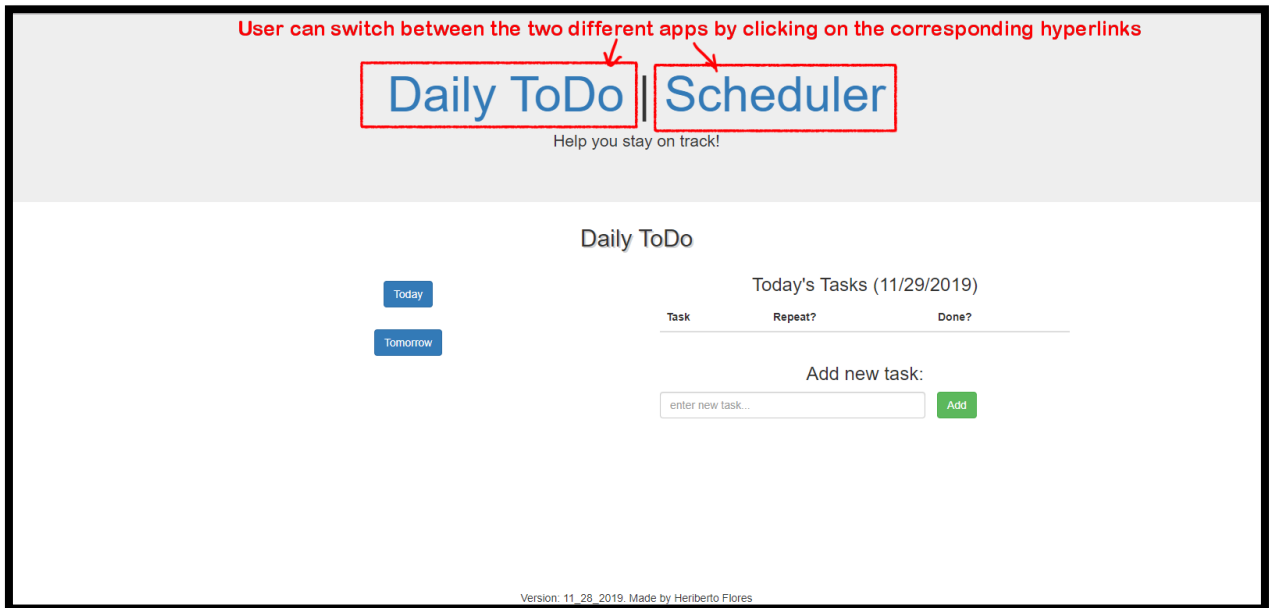 User can switch between the two different apps by clicking on the corresponding hyperlinks
Daily ToDo | Scheduler
Help you stay on track!
Daily ToDo
Today
Tomorrow
Today's Tasks (11/29/2019)
Task Repeat? Done?
Add new task:
enter new task... Add
Version: 11_28_2019. Made by Heriberto Flores